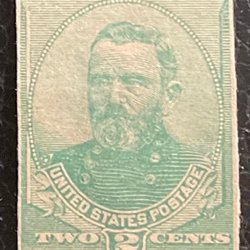 UNITED STATES POSTAGE
TWO 2 CENTS